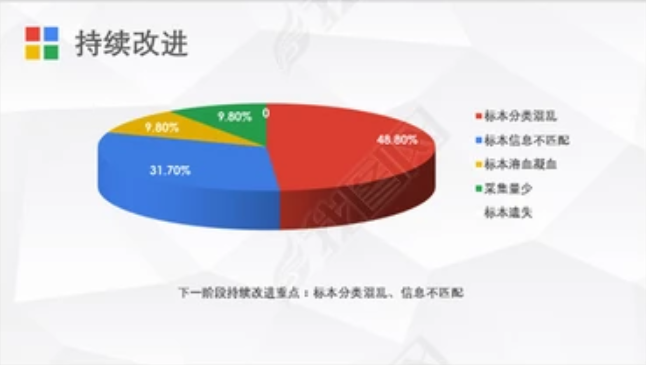 持续改进
9.80%
0
9.80%
48.80%
31.70%
标本分类混乱
标本信息不匹配
标本溶血凝血
采集量少
标本遗失
下一阶段持续改进重点：标本分类混乱、信息不匹配